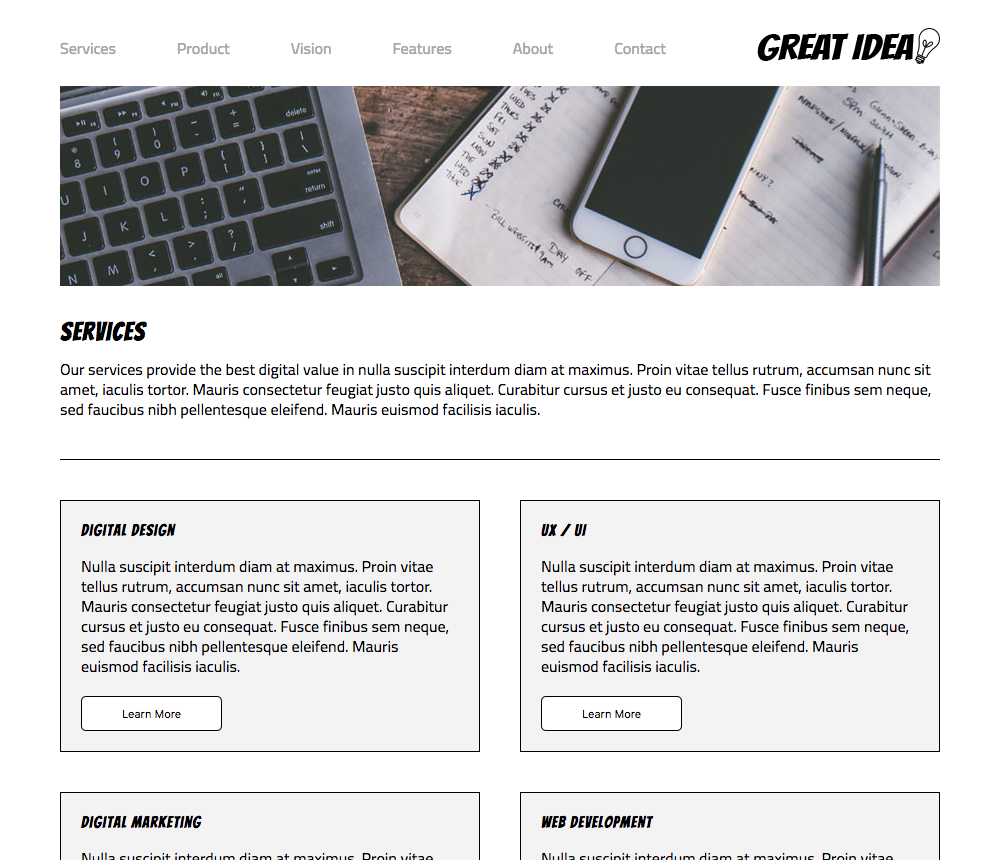 Services Product Vision Features About Contact GREAT IDEA
delete
enter
return
shift
SERVICES
Our services provide the best digital value in nulla suscipit interdum diam at maximus. Proin vitae tellus rutrum, accumsan nunc sit
amet, iaculis tortor. Mauris consectetur feugiat justo quis aliquet. Curabitur cursus et justo eu consequat. Fusce finibus sem neque,
sed faucibus nibh pellentesque eleifend. Mauris euismod facilisis iaculis.
DIGITAL DESIGN
Nulla suscipit interdum diam at maximus. Proin vitae
tellus rutrum, accumsan nunc sit amet, iaculis tortor.
Mauris consectetur feugiat justo quis aliquet. Curabitur
cursus et justo eu consequat. Fusce finibus sem neque,
sed faucibus nibh pellentesque eleifend. Mauris
euismod facilisis iaculis.
Learn More
UX / UI
Nulla suscipit interdum diam at maximus. Proin vitae
tellus rutrum, accumsan nunc sit amet, iaculis tortor.
Mauris consectetur feugiat justo quis aliquet. Curabitur
cursus et justo eu consequat. Fusce finibus sem neque,
sed faucibus nibh pellentesque eleifend. Mauris
euismod facilisis iaculis.
Learn More
DIGITAL MARKETING
Nulla suscipit interdum diam at maximus. Proin vitae
WEB DEVELOPMENT
Nulla suscipit interdum diam at maximus. Proin vitae